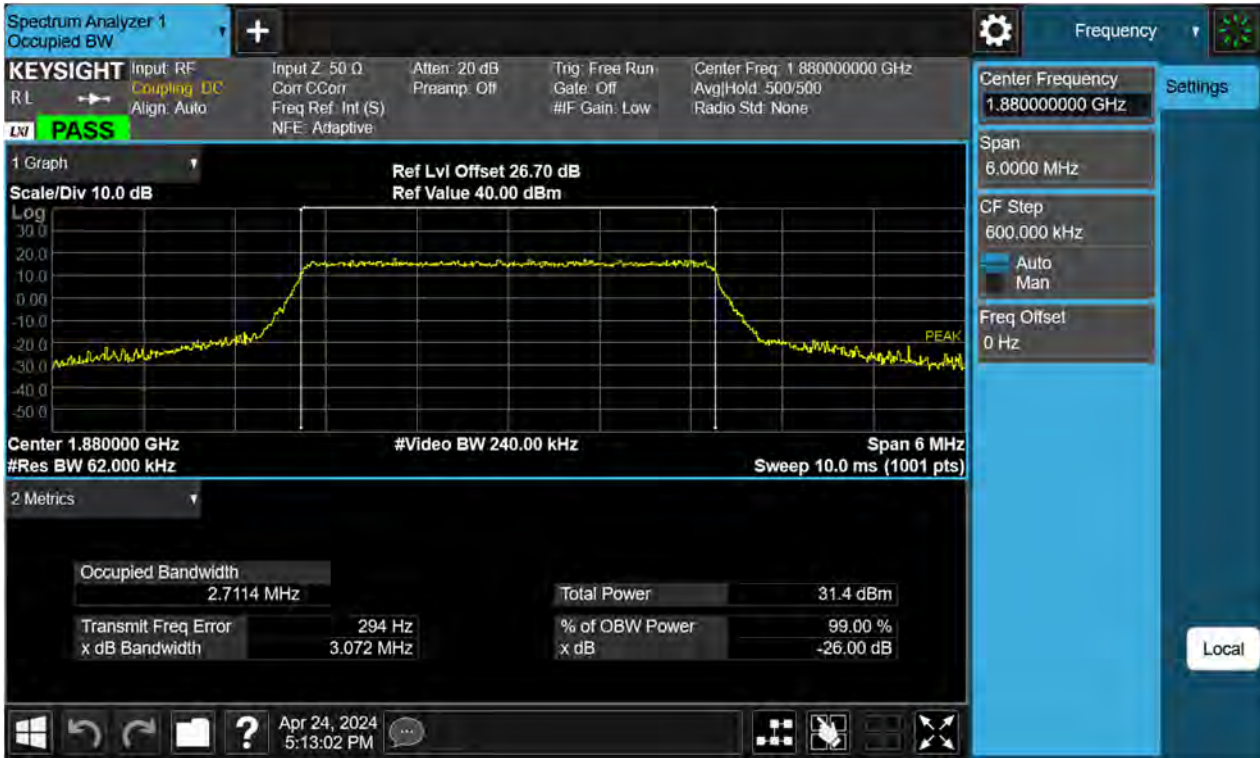 Spectrum Analyzer 1
Occupied BW
+
Frequency
KEYSIGHT
RL
LXI
PASS
Input: RF
Coupling: DC
Align: Auto
Input Z: 50 Ω
Corr CCorr
Freq Ref: Int (S)
NFE: Adaptive
Atten: 20 dB
Preamp: Off
Trig: Free Run
Gate: Off
#IF Gain: Low
Center Freq: 1.880000000 GHz
Avg|Hold: 500/500
Radio Std: None
Center Frequency
1.880000000 GHz
Settings
Span
6.0000 MHz
CF Step
600.000 kHz
Auto
Man
Freq Offset
0 Hz
Local
1 Graph
Scale/Div 10.0 dB
Ref Lvl Offset 26.70 dB
Ref Value 40.00 dBm
Log
30.0
20.0
10.0
0.00
-10.0
-20.0
-30.0
-40.0
-50.0
PEAK
Center 1.880000 GHz
#Video BW 240.00 kHz
Span 6 MHz
#Res BW 62.000 kHz
Sweep 10.0 ms (1001 pts)
2 Metrics
Occupied Bandwidth
2.7114 MHz
Total Power 31.4 dBm
Transmit Freq Error 294 Hz
% of OBW Power 99.00 %
x dB Bandwidth 3.072 MHz
x dB -26.00 dB
?
Apr 24, 2024
5:13:02 PM